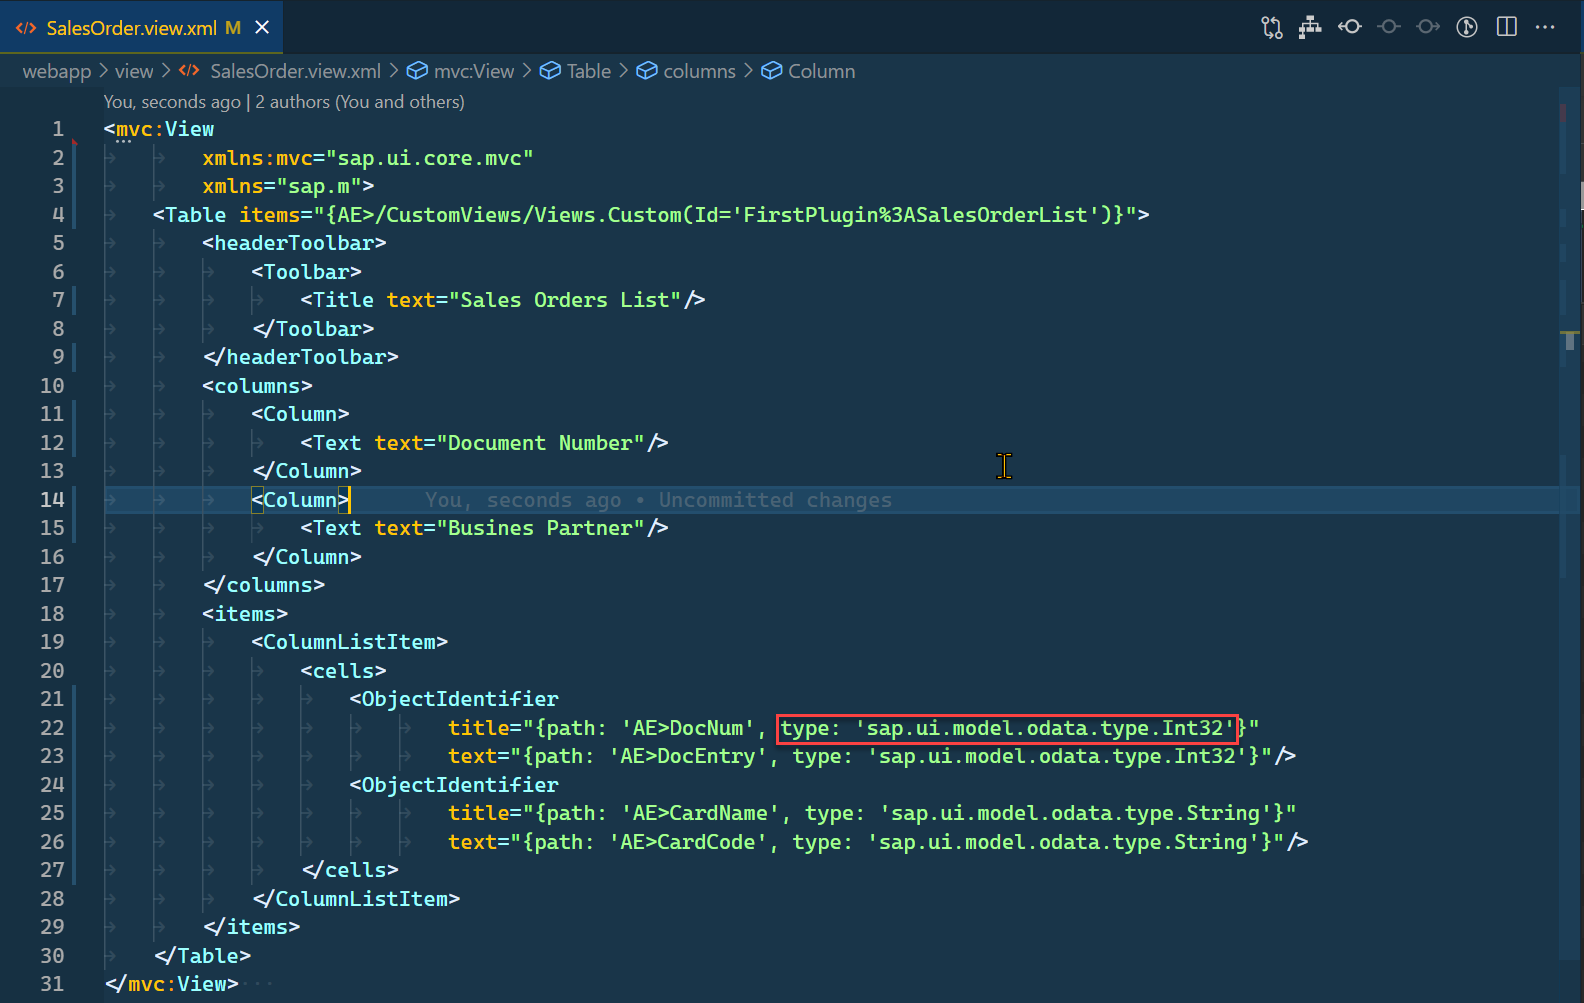 SalesOrder.view.xml M
webapp > view > SalesOrder.view.xml > mvc:View > Table > columns > Column
You, seconds ago | 2 authors (You and others)
1 <mvc:View
2 xmlns:mvc="sap.ui.core.mvc"
3 xmlns="sap.m">
4 <Table items="{AE>/CustomViews/Views.Custom(Id='FirstPlugin%3ASalesOrderList')}">
5 <headerToolbar>
6 <Toolbar>
7 <Title text="Sales Orders List"/>
8 </Toolbar>
9 </headerToolbar>
10 <columns>
11 <Column>
12 <Text text="Document Number"/>
13 </Column>
14 <Column> You, seconds ago • Uncommitted changes
15 <Text text="Busines Partner"/>
16 </Column>
17 </columns>
18 <items>
19 <ColumnListItem>
20 <cells>
21 <ObjectIdentifier
22 title="{path: 'AE>DocNum', type: 'sap.ui.model.odata.type.Int32'}"
23 text="{path: 'AE>DocEntry', type: 'sap.ui.model.odata.type.Int32'}"/>
24 <ObjectIdentifier
25 title="{path: 'AE>CardName', type: 'sap.ui.model.odata.type.String'}"
26 text="{path: 'AE>CardCode', type: 'sap.ui.model.odata.type.String'}"/>
27 </cells>
28 </ColumnListItem>
29 </items>
30 </Table>
31 </mvc:View>